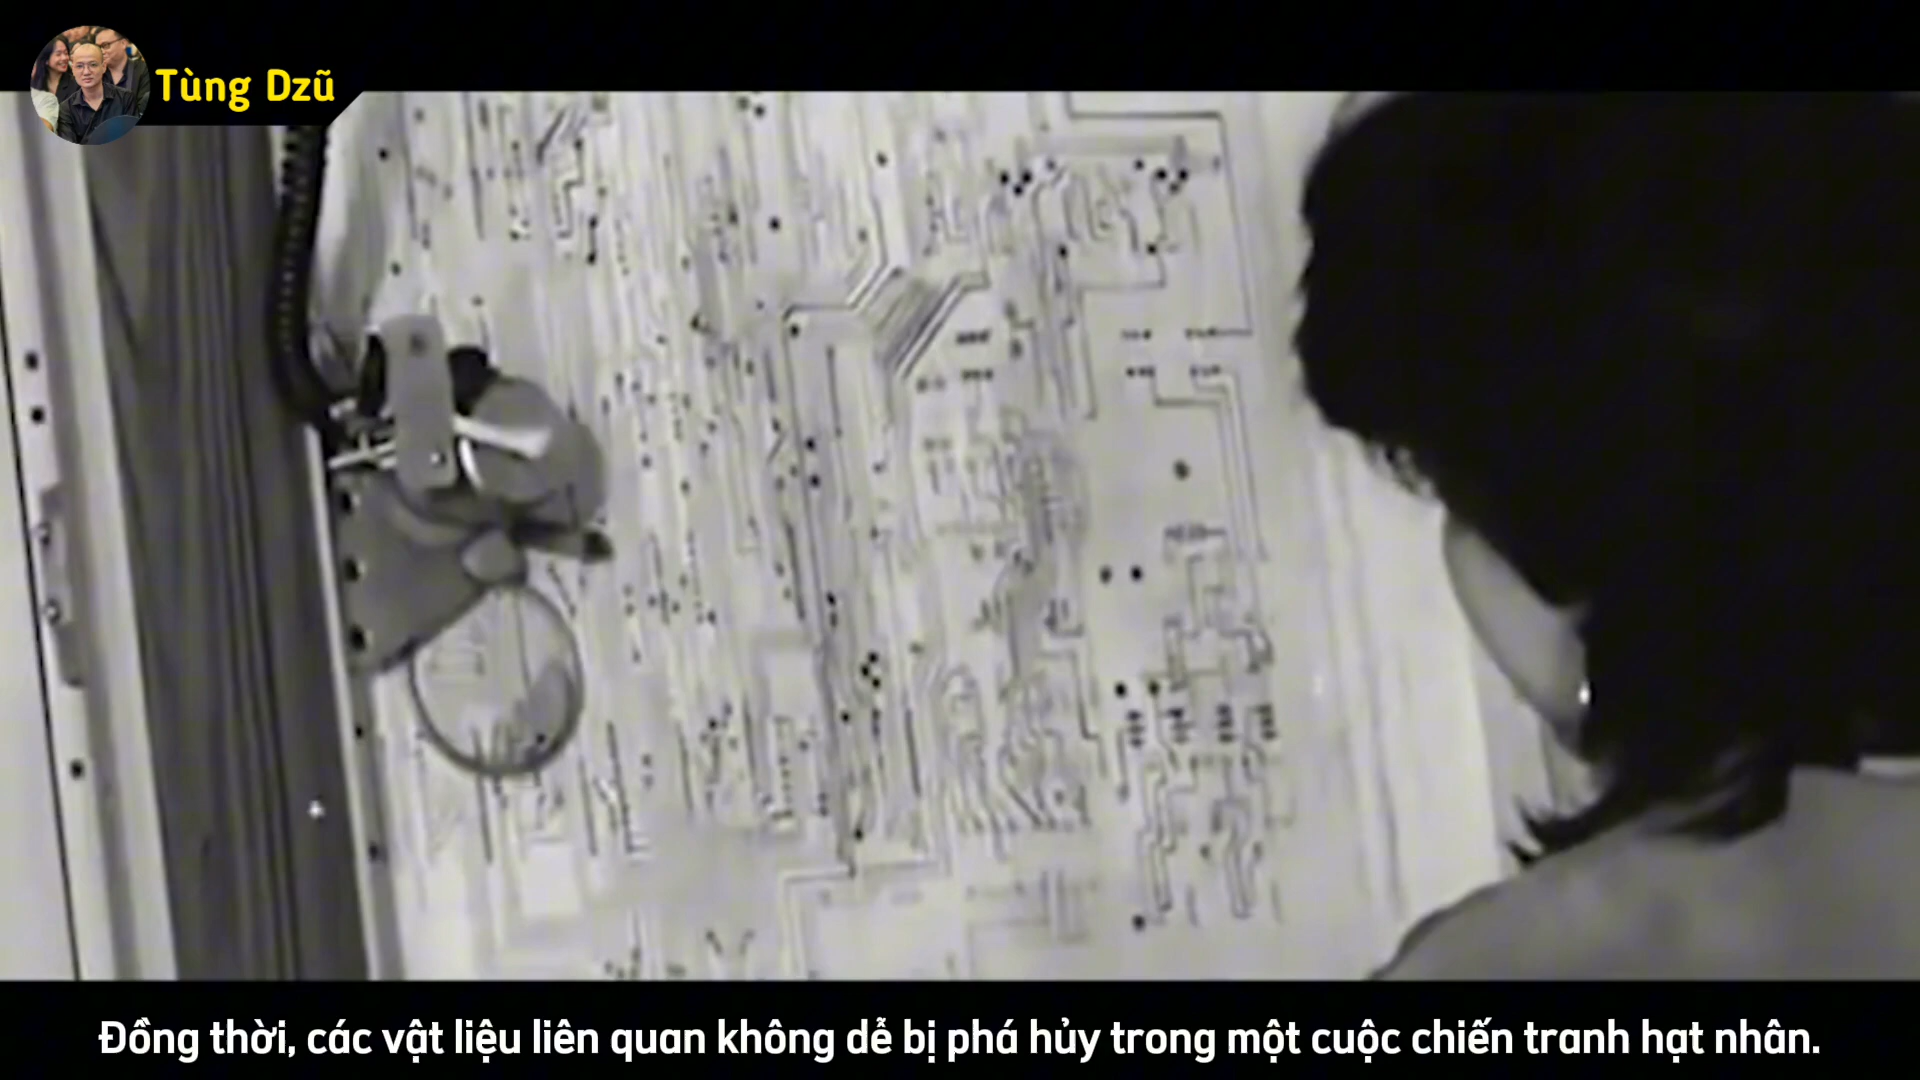 Tùng Dzũ
Đồng thời, các vật liệu liên quan không dễ bị phá hủy trong một cuộc chiến tranh hạt nhân.